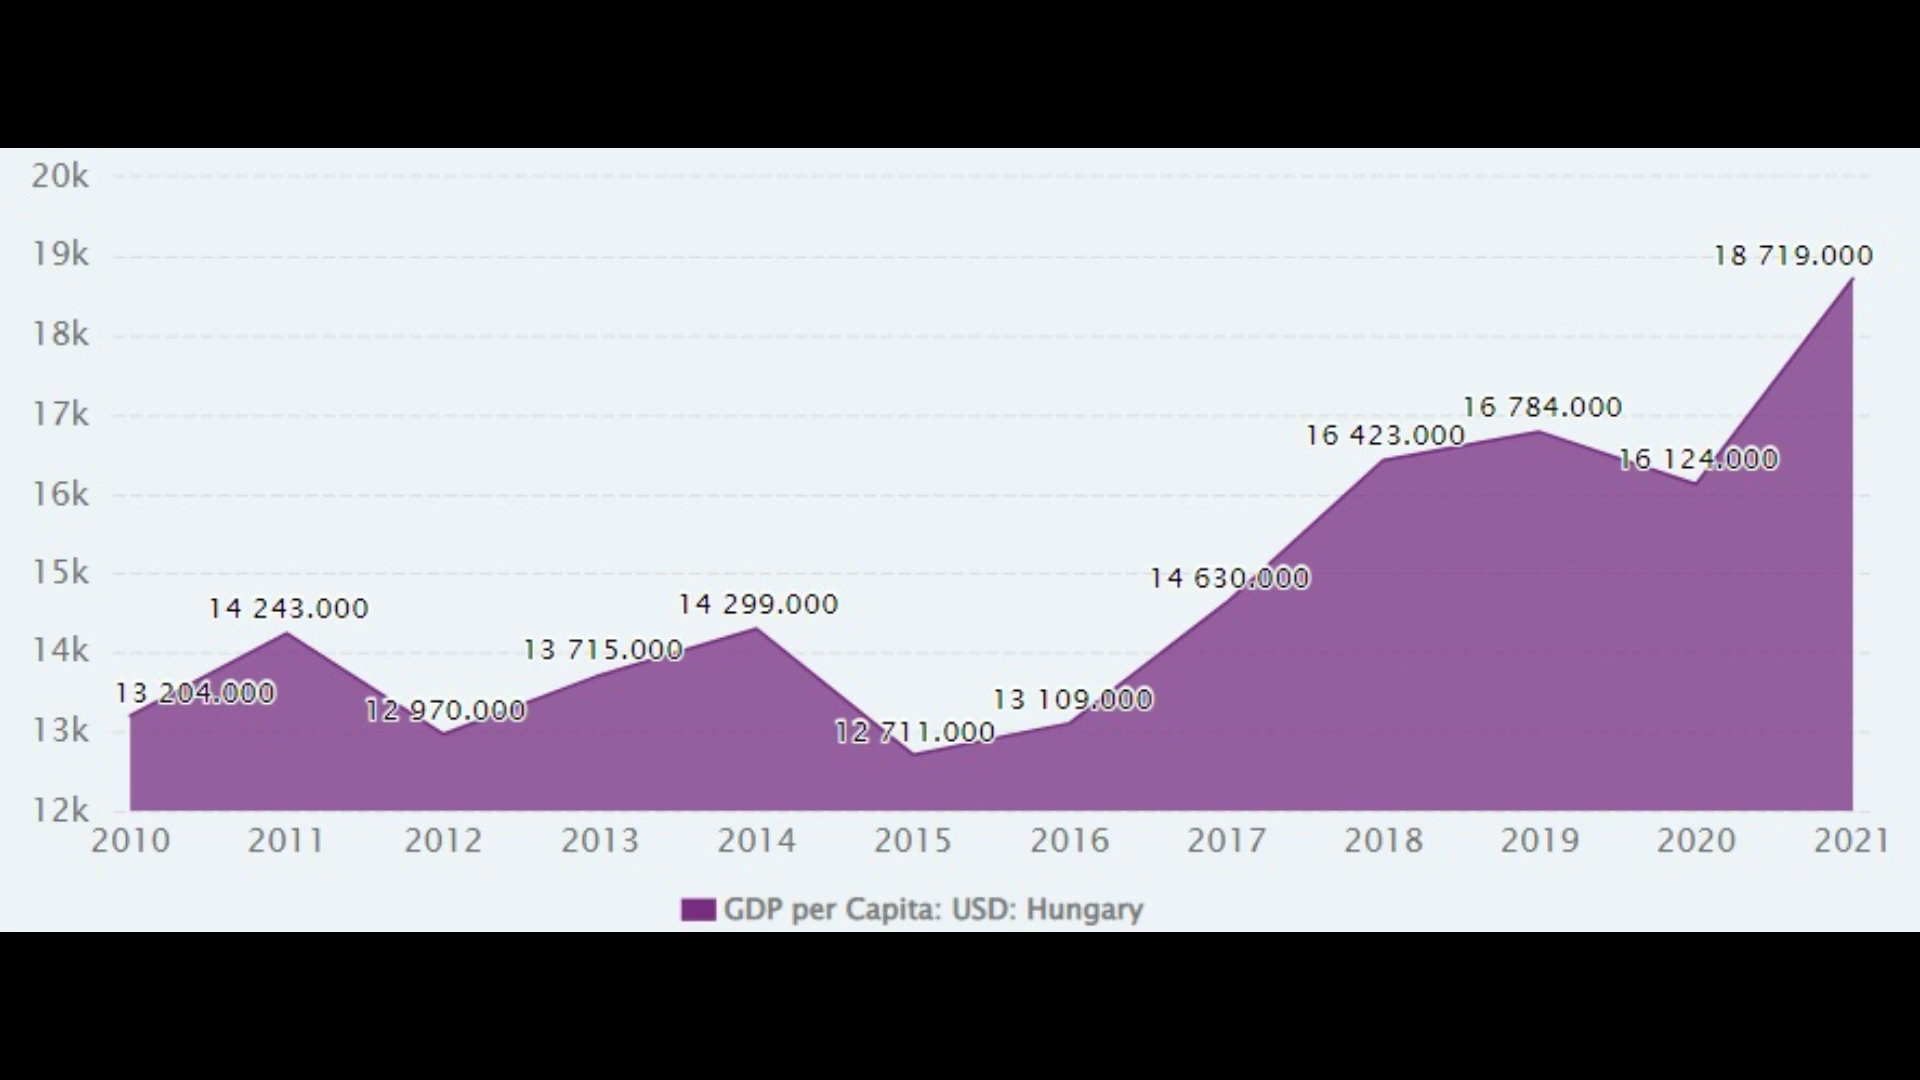 20k
19k
18 719.000
18k
17k
16 784.000
16 423.000
16 124.000
16k
15k
14 630.000
14 243.000
14 299.000
14k
13 715.000
13 204.000
13 109.000
12 970.000
13k
12 711.000
12k
2010 2011 2012 2013 2014 2015 2016 2017 2018 2019 2020 2021
GDP per Capita: USD: Hungary